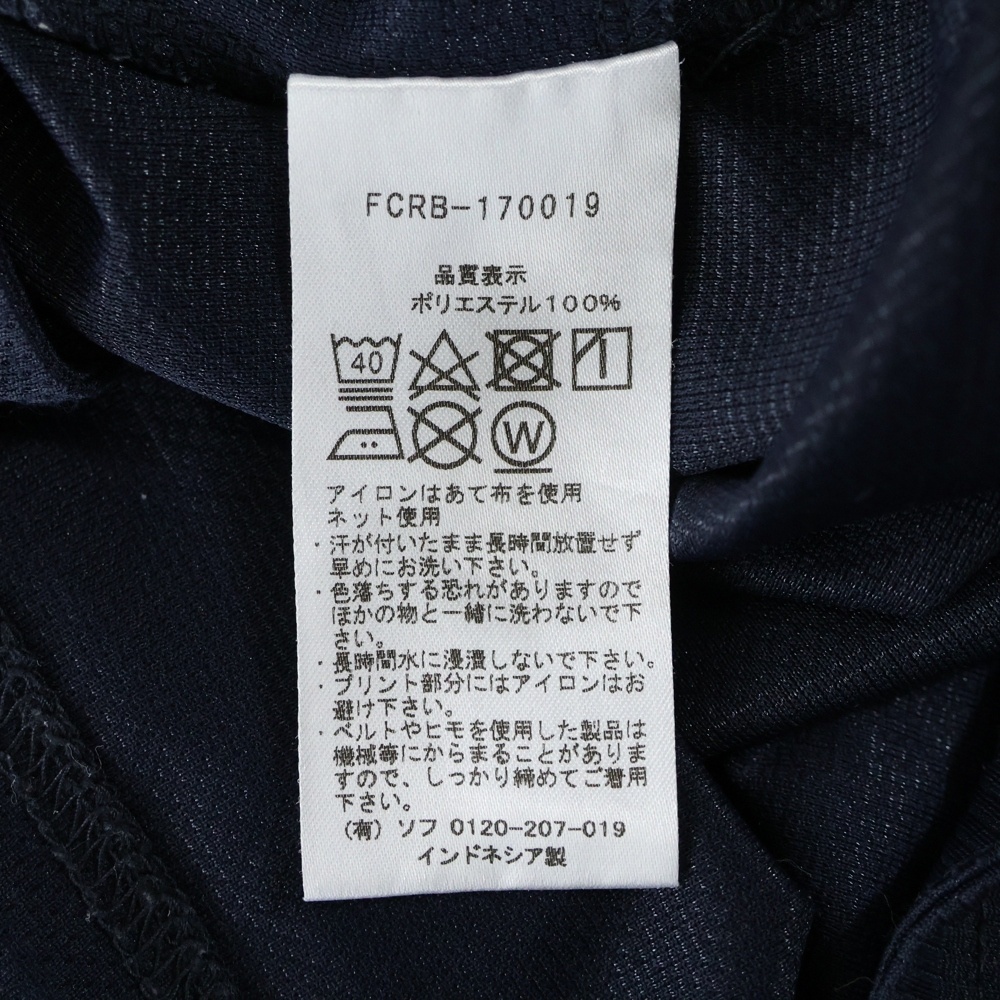 FCRB-170019
品質表示
ポリエステル100%
40
W
アイロンはあて布を使用
ネット使用
・汗が付いたまま長時間放置せず
早めにお洗い下さい。
・色落ちする恐れがありますので
ほかの物と一緒に洗わないで下
さい。
・長時間水に浸漬しないで下さい。
・プリント部分にはアイロンはお
避け下さい。
・ベルトやヒモを使用した製品は
機械等にからまることがありま
すので、しっかり締めてご着用
下さい。
(有) ソフ 0120-207-019
インドネシア製